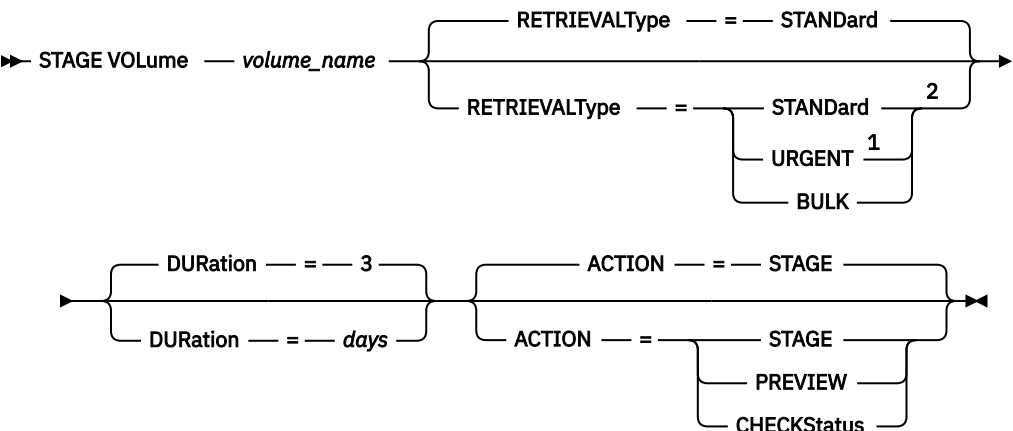 RETRIEVALType = STANDard
STAGE VOLume volume_name
RETRIEVALType = STANDard 2
URGENT 1
BULK
DURation = 3 ACTION = STAGE
DURation = days ACTION = STAGE
PREVIEW
CHECKStatus